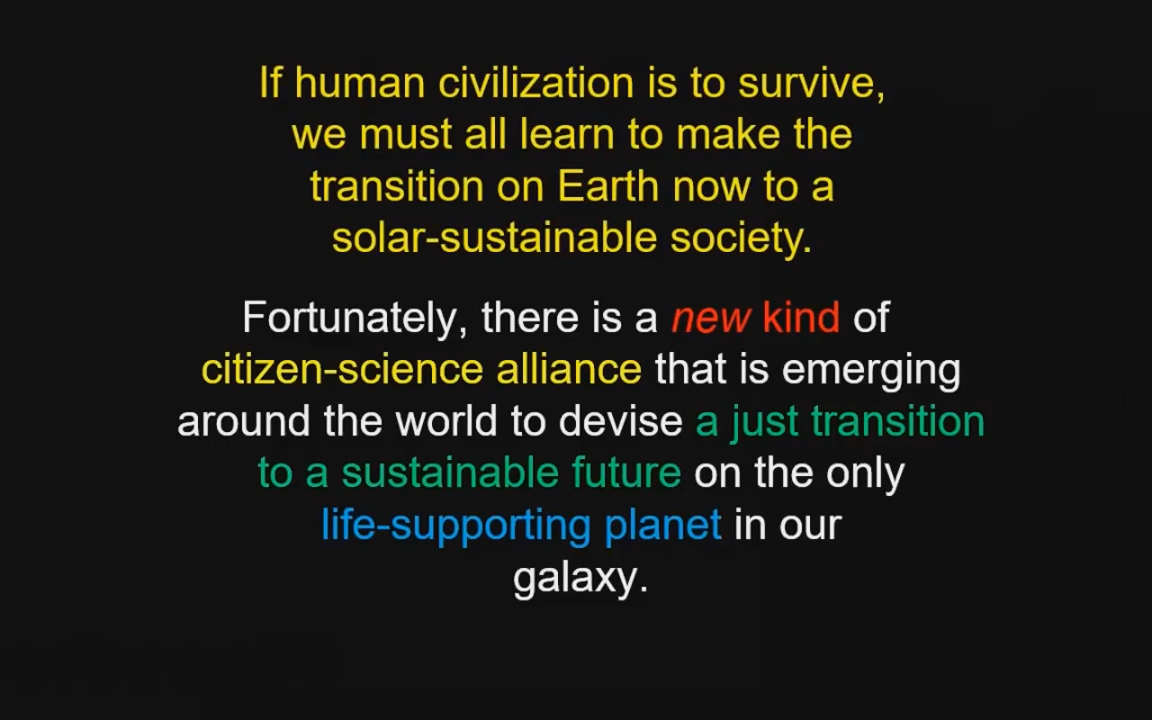 If human civilization is to survive,
we must all learn to make the
transition on Earth now to a
solar-sustainable society.
Fortunately, there is a new kind of
citizen-science alliance that is emerging
around the world to devise a just transition
to a sustainable future on the only
life-supporting planet in our
galaxy.